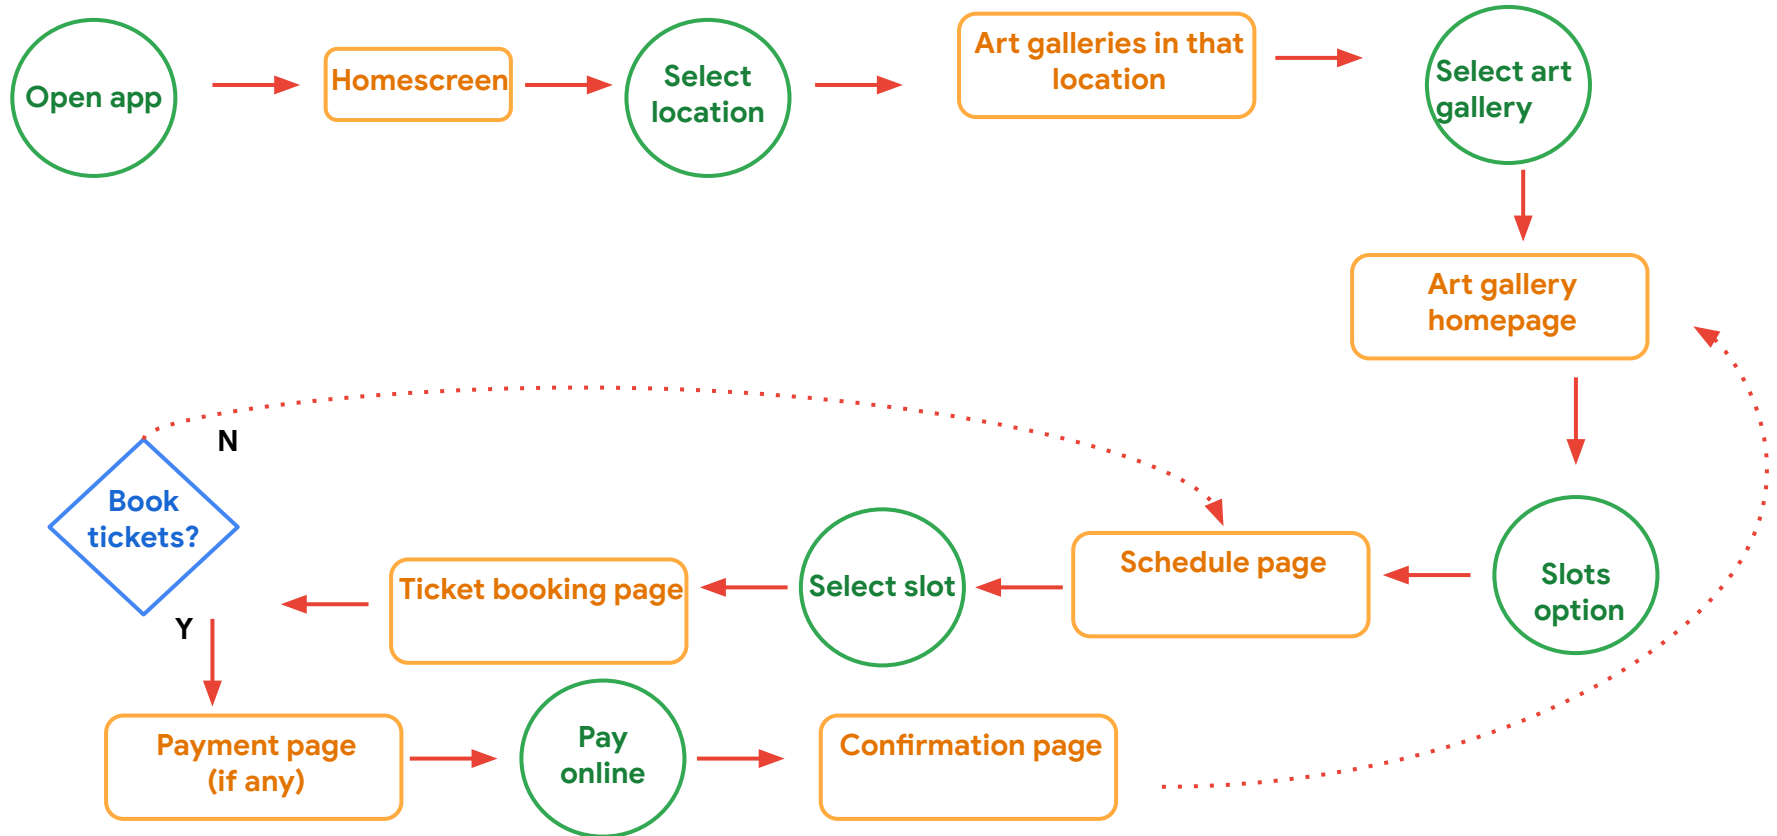 Open app
Homescreen
Select
location
Art galleries in that
location
Select art
gallery
Art gallery
homepage
Slots
option
Schedule page
Select slot
Ticket booking page
Book
tickets?
N
Y
Payment page
(if any)
Pay
online
Confirmation page